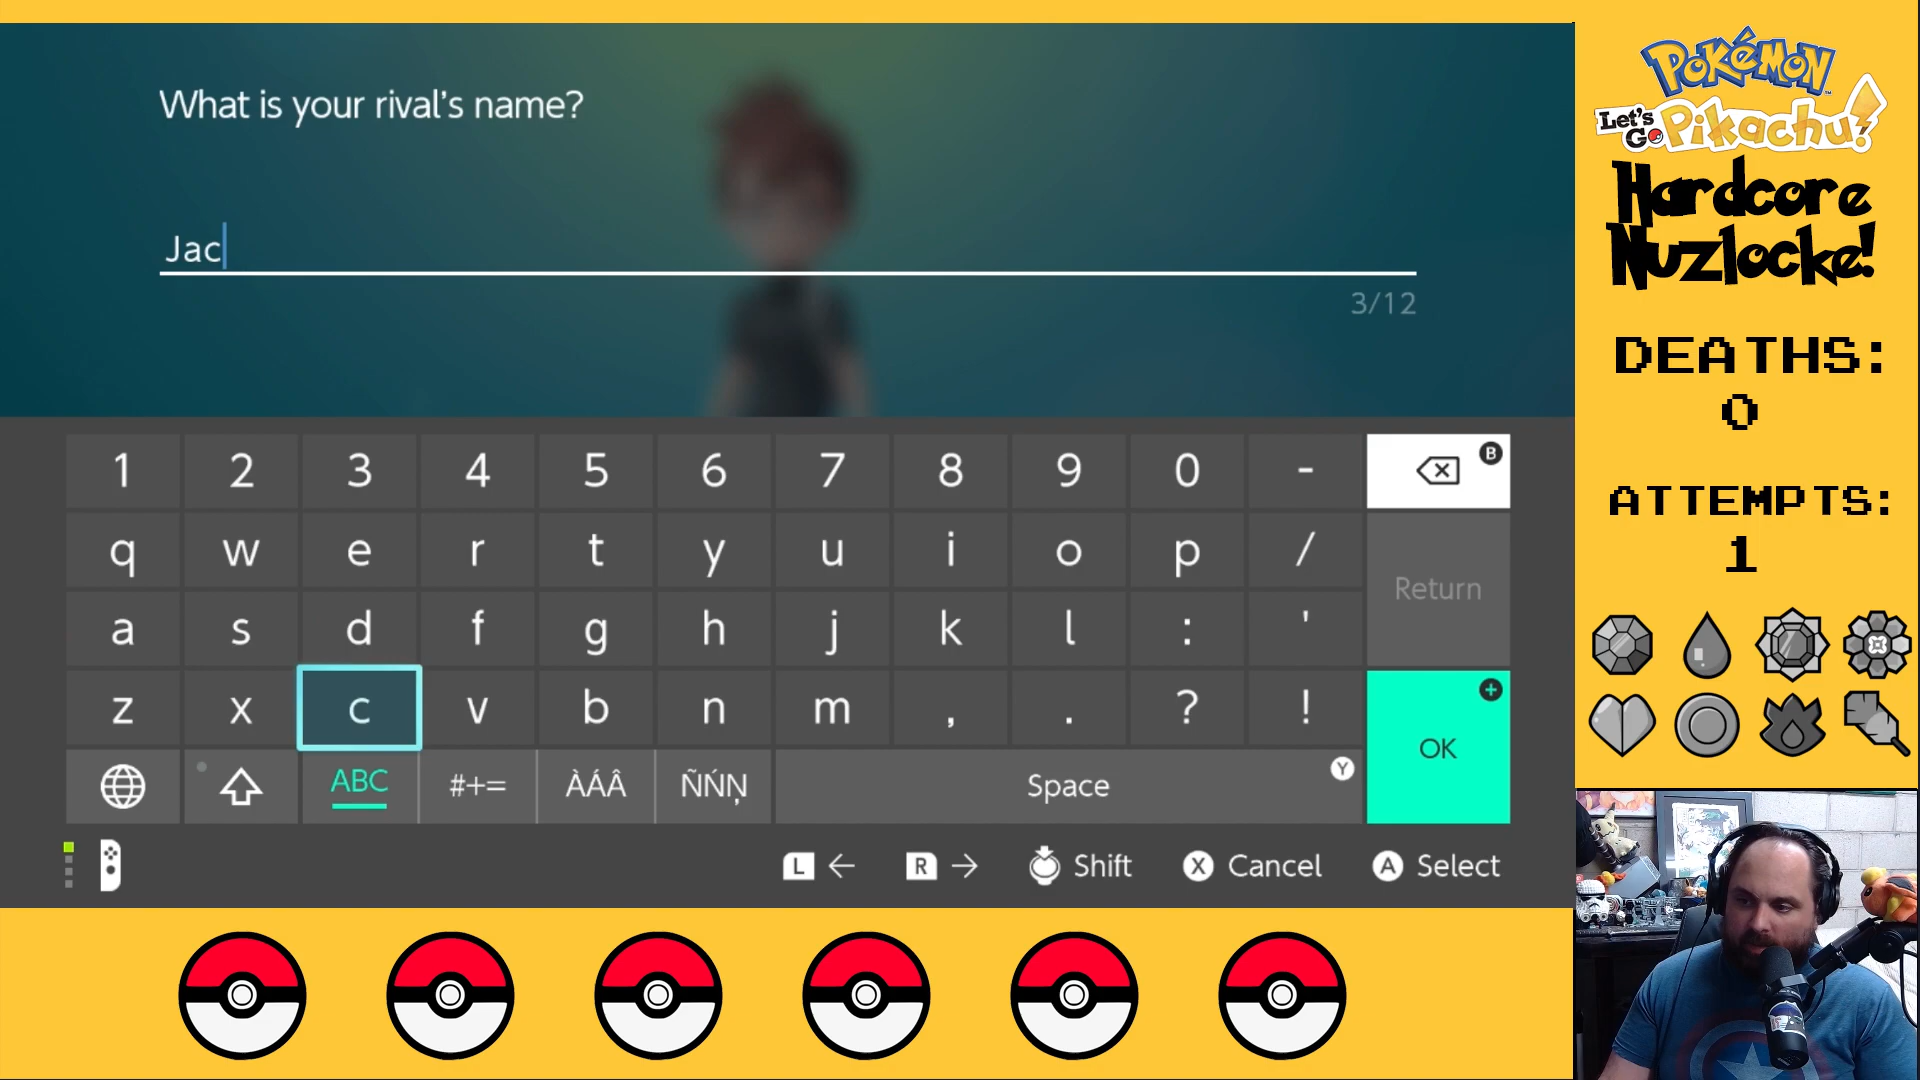 What is your rival's name?
Jac
3/12
1 2 3 4 5 6 7 8 9 0 - B
q w e r t y u i o p / Return
a s d f g h j k l : '
z x c v b n m , . ? ! + OK
ABC #+= ÀÁÂ ÑŃŅ Space Y
L ← R → Shift X Cancel A Select
POKÉMON
Let's Go Pikachu!
Hardcore
Nuzlocke!
DEATHS:
0
ATTEMPTS:
1